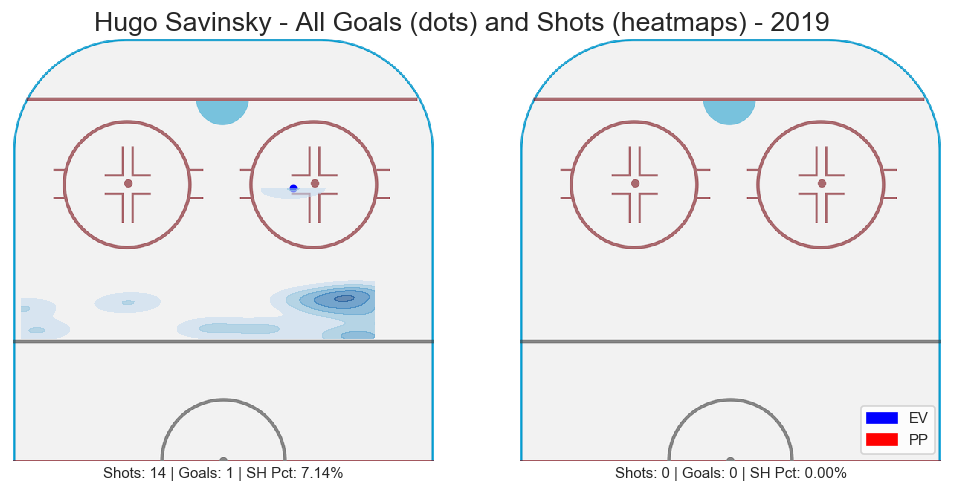 Hugo Savinsky - All Goals (dots) and Shots (heatmaps) - 2019
EV
PP
Shots: 14 | Goals: 1 | SH Pct: 7.14%
Shots: 0 | Goals: 0 | SH Pct: 0.00%